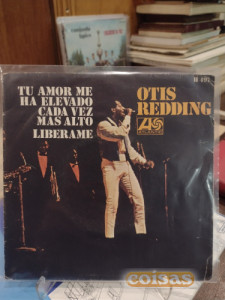 TU AMOR ME
HA ELEVADO
CADA VEZ
MAS ALTO
LIBERAME
OTIS
REDDING
coisas